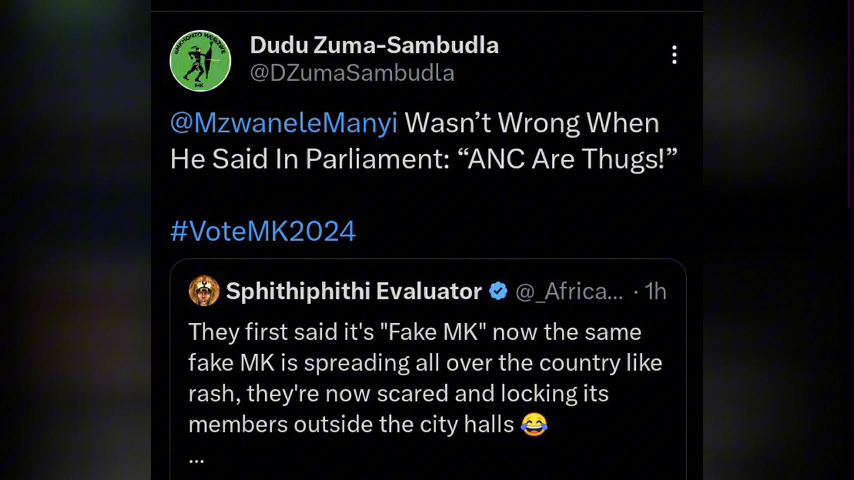 Dudu Zuma-Sambudla
@DZumaSambudla
@MzwaneleManyi Wasn’t Wrong When
He Said In Parliament: “ANC Are Thugs!”
#VoteMK2024
Sphithiphithi Evaluator @_Africa... · 1h
They first said it's "Fake MK" now the same
fake MK is spreading all over the country like
rash, they're now scared and locking its
members outside the city halls 😂
...